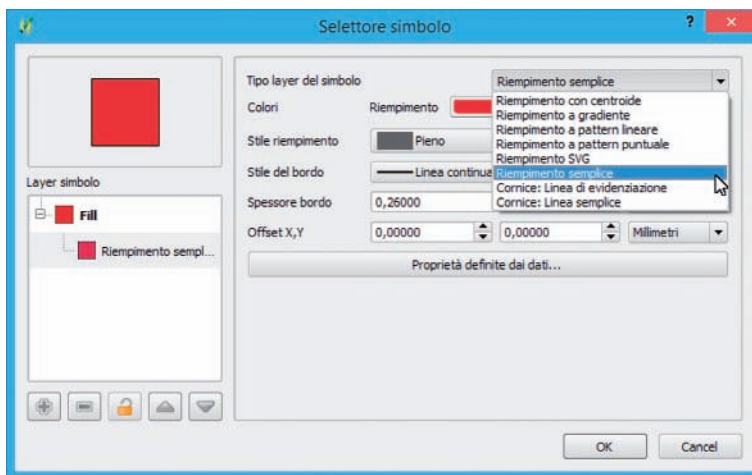 Selettore simbolo
?
Tipo layer del simbolo
Riempimento semplice
Colori
Riempimento
Riempimento con centroide
Riempimento a gradiente
Riempimento a pattern lineare
Riempimento a pattern puntuale
Riempimento SVG
Riempimento semplice
Cornice: Linea di evidenziazione
Cornice: Linea semplice
Stile riempimento
Pieno
Stile del bordo
Linea continua
Spessore bordo
0,26000
Offset X,Y
0,00000
0,00000
Millimetri
Proprietà definite dai dati...
Layer simbolo
Fill
Riempimento sempl...
OK
Cancel